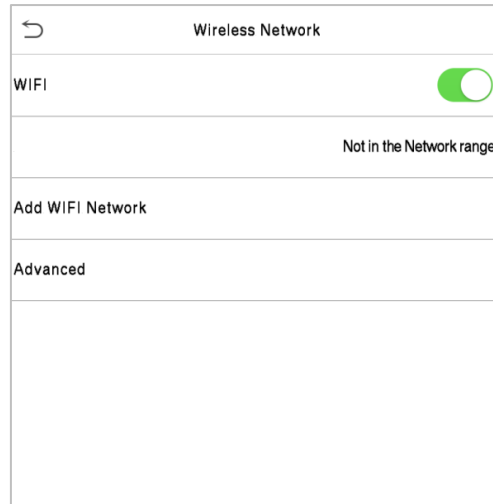 Wireless Network
WIFI
Not in the Network range
Add WIFI Network
Advanced